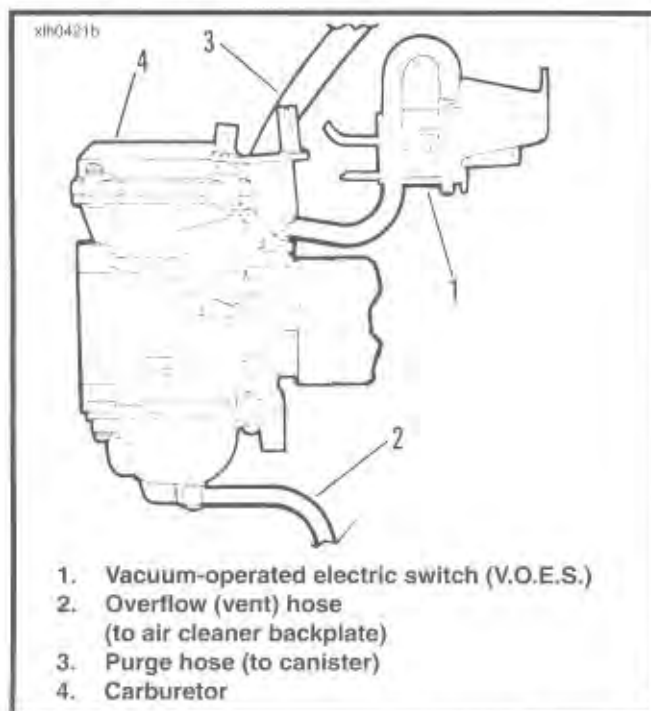 xlh0421b
3
4
1
2
1. Vacuum-operated electric switch (V.O.E.S.)
2. Overflow (vent) hose
(to air cleaner backplate)
3. Purge hose (to canister)
4. Carburetor